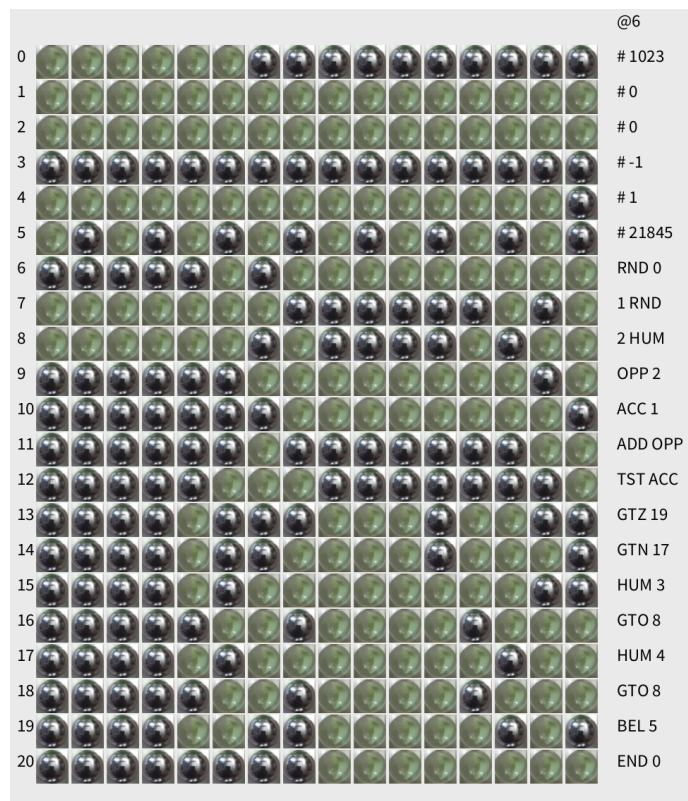 @6
0 # 1023
1 # 0
2 # 0
3 # -1
4 # 1
5 # 21845
6 RND 0
7 1 RND
8 2 HUM
9 OPP 2
10 ACC 1
11 ADD OPP
12 TST ACC
13 GTZ 19
14 GTN 17
15 HUM 3
16 GTO 8
17 HUM 4
18 GTO 8
19 BEL 5
20 END 0